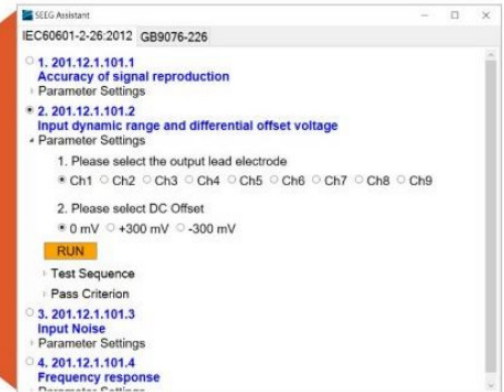 SEEG Assistant
IEC60601-2-26:2012 GB9076-226
1. 201.12.1.101.1
Accuracy of signal reproduction
Parameter Settings
2. 201.12.1.101.2
Input dynamic range and differential offset voltage
Parameter Settings
1. Please select the output lead electrode
Ch1 Ch2 Ch3 Ch4 Ch5 Ch6 Ch7 Ch8 Ch9
2. Please select DC Offset
0 mV +300 mV -300 mV
RUN
Test Sequence
Pass Criterion
3. 201.12.1.101.3
Input Noise
Parameter Settings
4. 201.12.1.101.4
Frequency response
Parameter Settings